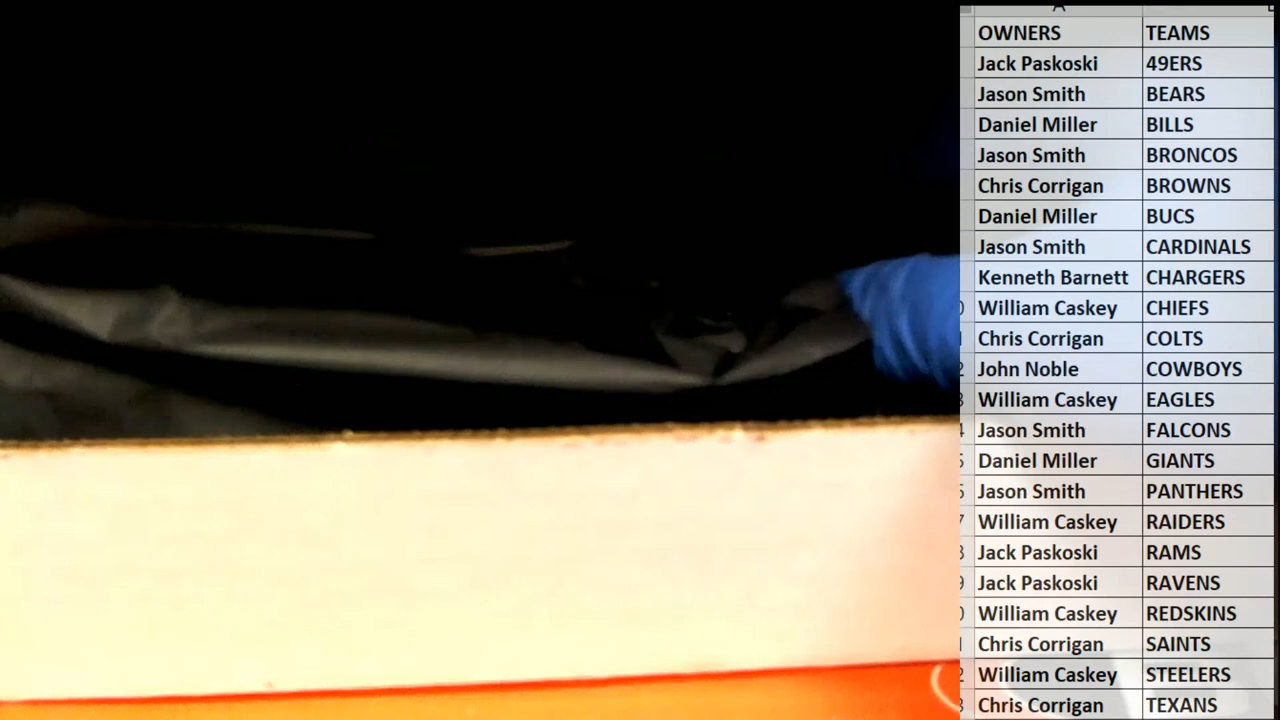 OWNERS TEAMS
Jack Paskoski 49ERS
Jason Smith BEARS
Daniel Miller BILLS
Jason Smith BRONCOS
Chris Corrigan BROWNS
Daniel Miller BUCS
Jason Smith CARDINALS
Kenneth Barnett CHARGERS
William Caskey CHIEFS
Chris Corrigan COLTS
John Noble COWBOYS
William Caskey EAGLES
Jason Smith FALCONS
Daniel Miller GIANTS
Jason Smith PANTHERS
William Caskey RAIDERS
Jack Paskoski RAMS
Jack Paskoski RAVENS
William Caskey REDSKINS
Chris Corrigan SAINTS
William Caskey STEELERS
Chris Corrigan TEXANS